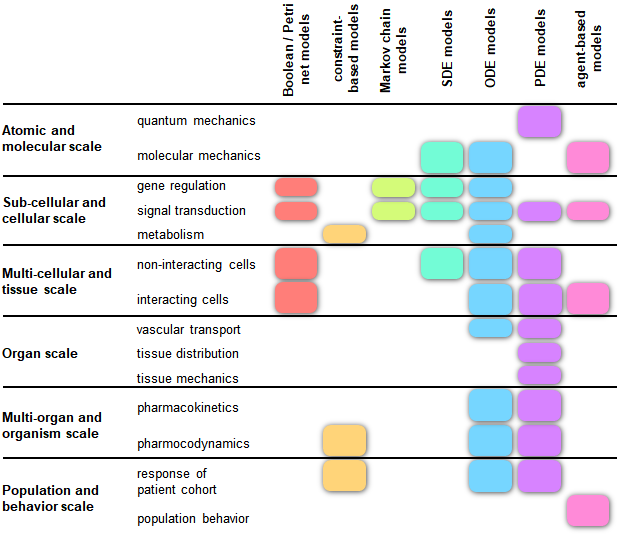 Boolean / Petri
net models
constraint-
based models
Markov chain
models
SDE models
ODE models
PDE models
agent-based
models
Atomic and
molecular scale
quantum mechanics
molecular mechanics
Sub-cellular and
cellular scale
gene regulation
signal transduction
metabolism
Multi-cellular and
tissue scale
non-interacting cells
interacting cells
Organ scale
vascular transport
tissue distribution
tissue mechanics
Multi-organ and
organism scale
pharmacokinetics
pharmocodynamics
Population and
behavior scale
response of
patient cohort
population behavior